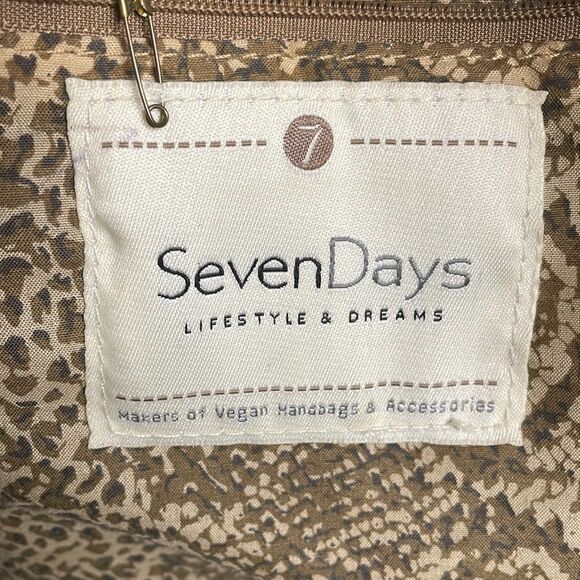 7
SevenDays
LIFESTYLE & DREAMS
Makers of Vegan Handbags & Accessories